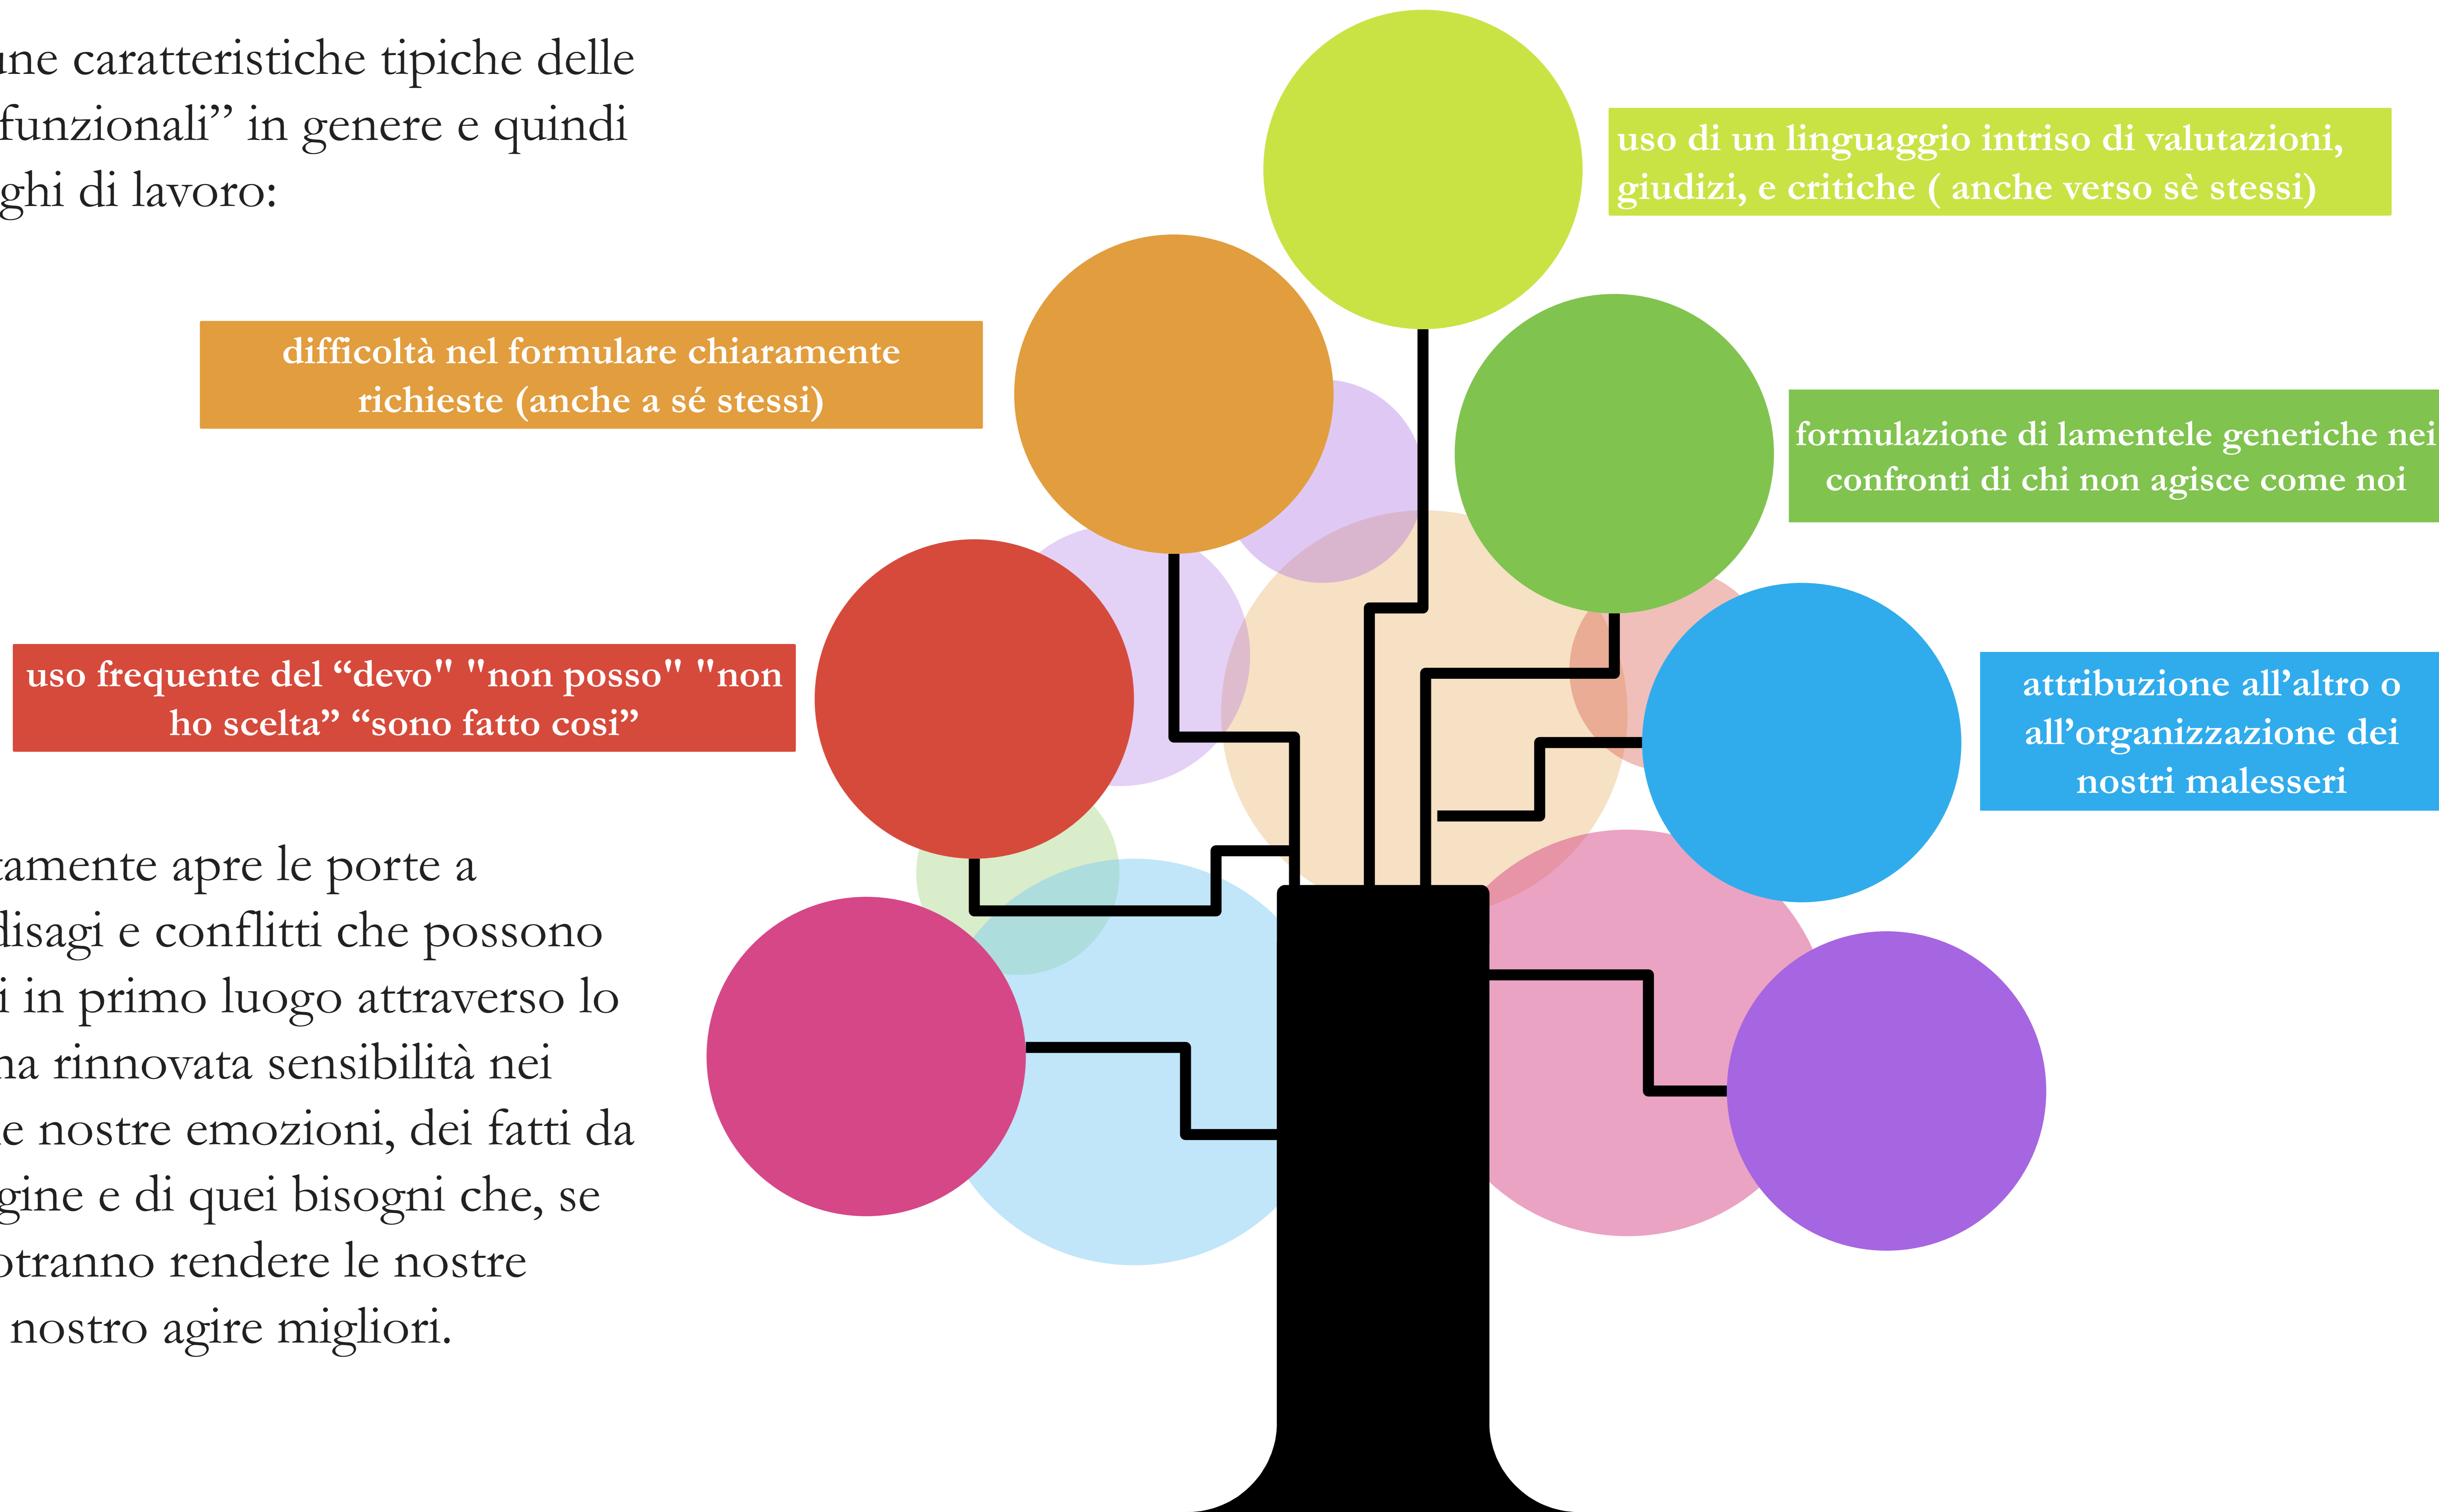 une caratteristiche tipiche delle
funzionali” in genere e quindi
ghi di lavoro:
uso di un linguaggio intriso di valutazioni,
giudizi, e critiche ( anche verso sè stessi)
difficoltà nel formulare chiaramente
richieste (anche a sé stessi)
formulazione di lamentele generiche nei
confronti di chi non agisce come noi
uso frequente del “devo" "non posso" "non
ho scelta” “sono fatto cosi”
attribuzione all’altro o
all’organizzazione dei
nostri malesseri
tamente apre le porte a
disagi e conflitti che possono
i in primo luogo attraverso lo
na rinnovata sensibilità nei
le nostre emozioni, dei fatti da
gine e di quei bisogni che, se
otranno rendere le nostre
nostro agire migliori.